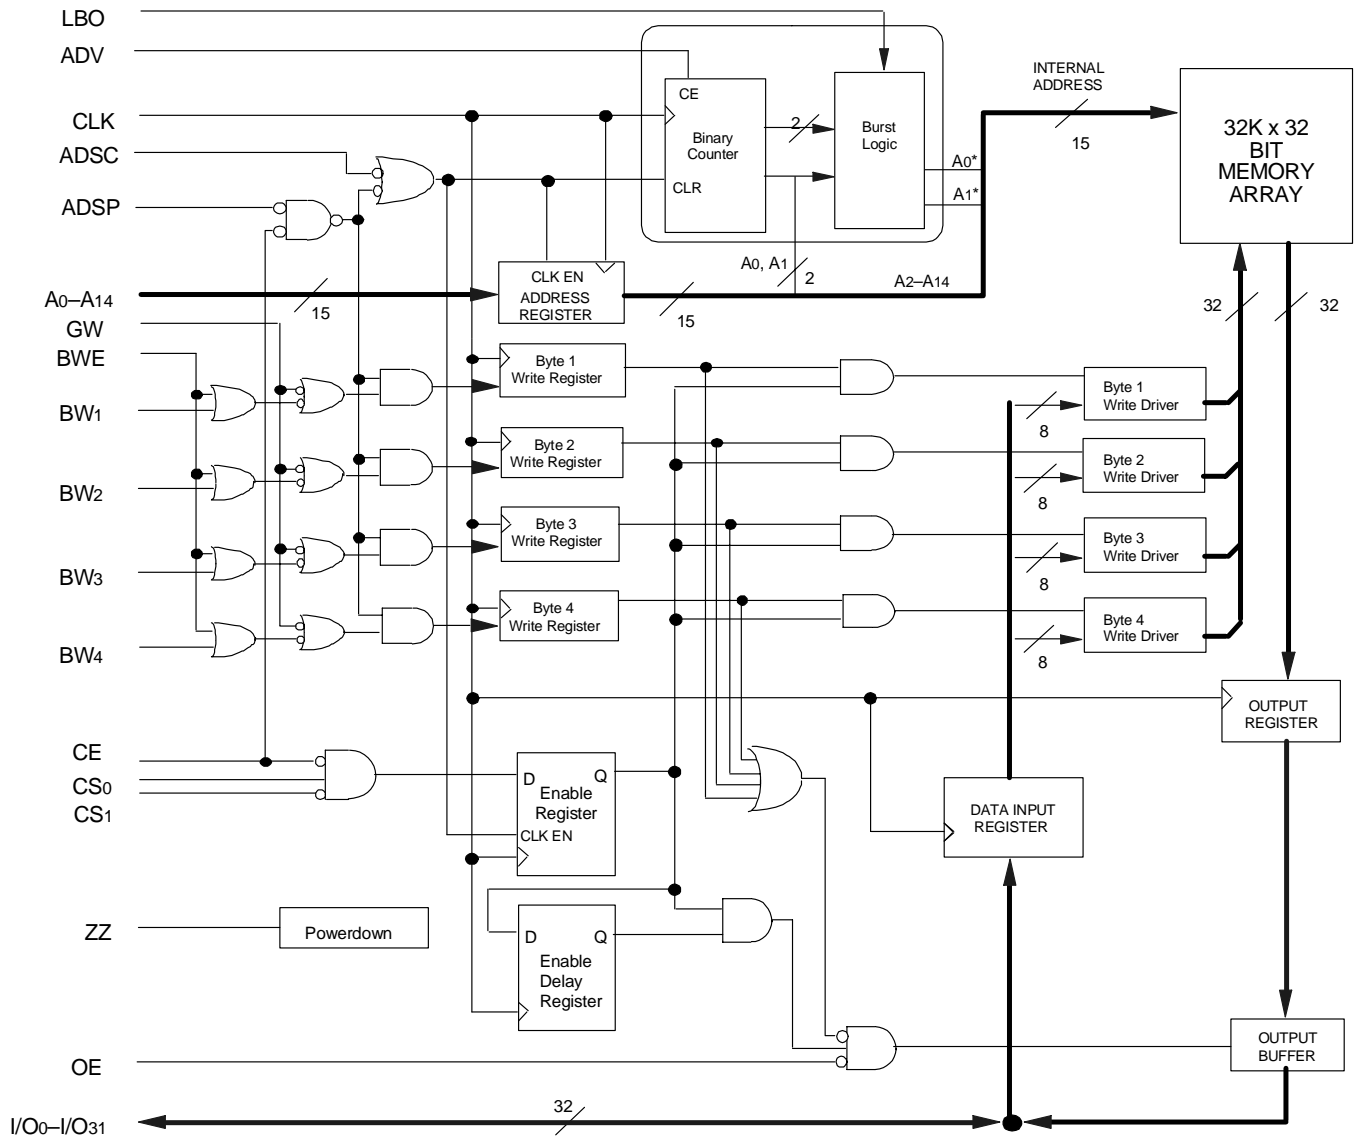 LBO
ADV
CLK
ADSC
ADSP
A0–A14
GW
BWE
BW1
BW2
BW3
BW4
CE
CS0
CS1
ZZ
OE
I/O0–I/O31
CE
Binary
Counter
CLR
2
Burst
Logic
A0*
A1*
INTERNAL
ADDRESS
15
32K x 32
BIT
MEMORY
ARRAY
15
CLK EN
ADDRESS
REGISTER
15
A0, A1
2
A2–A14
32
32
Byte 1
Write Register
Byte 2
Write Register
Byte 3
Write Register
Byte 4
Write Register
Byte 1
Write Driver
8
Byte 2
Write Driver
8
Byte 3
Write Driver
8
Byte 4
Write Driver
8
OUTPUT
REGISTER
D
Q
Enable
Register
CLK EN
DATA INPUT
REGISTER
Powerdown
D
Q
Enable
Delay
Register
OUTPUT
BUFFER
32